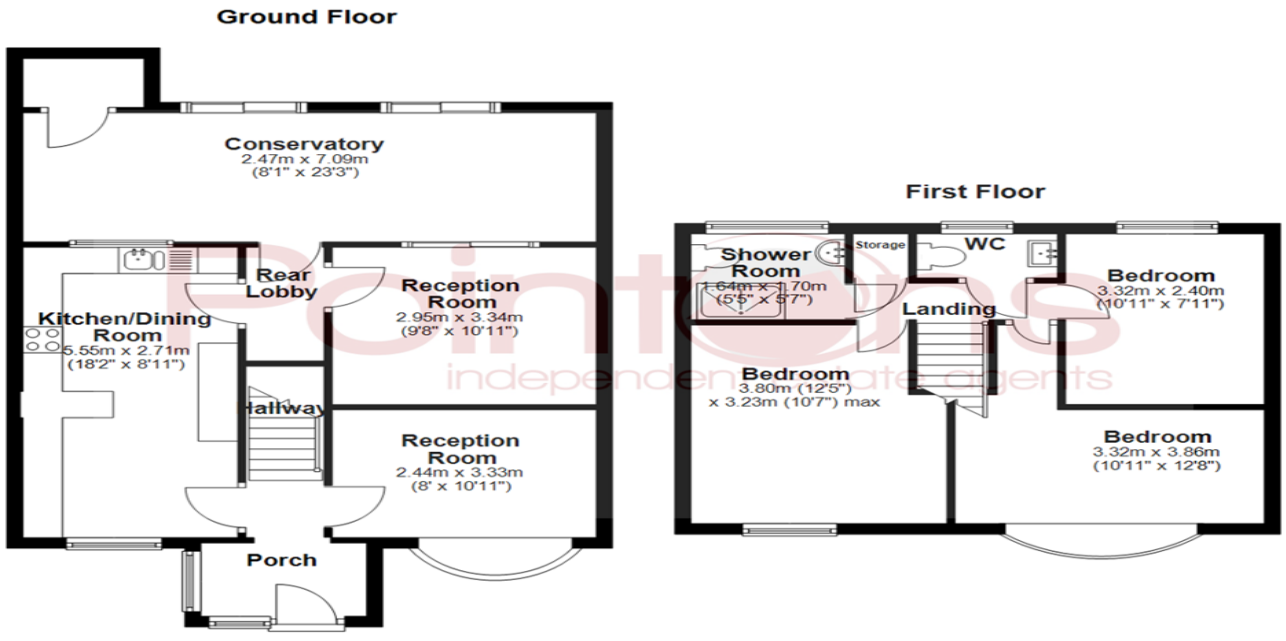 Ground Floor
Conservatory
2.47m x 7.09m
(8'1" x 23'3")
Rear
Lobby
Kitchen/Dining
Room
5.55m x 2.71m
(18'2" x 8'11")
Reception
Room
2.95m x 3.34m
(9'8" x 10'11")
Hallway
Reception
Room
2.44m x 3.33m
(8' x 10'11")
Porch
First Floor
Shower
Room
1.64m x 1.70m
(5'5" x 5'7")
Storage
WC
Bedroom
3.32m x 2.40m
(10'11" x 7'11")
Landing
Bedroom
3.80m (12'5")
x 3.23m (10'7") max
Bedroom
3.32m x 3.86m
(10'11" x 12'8")
Pointons
independent estate agents